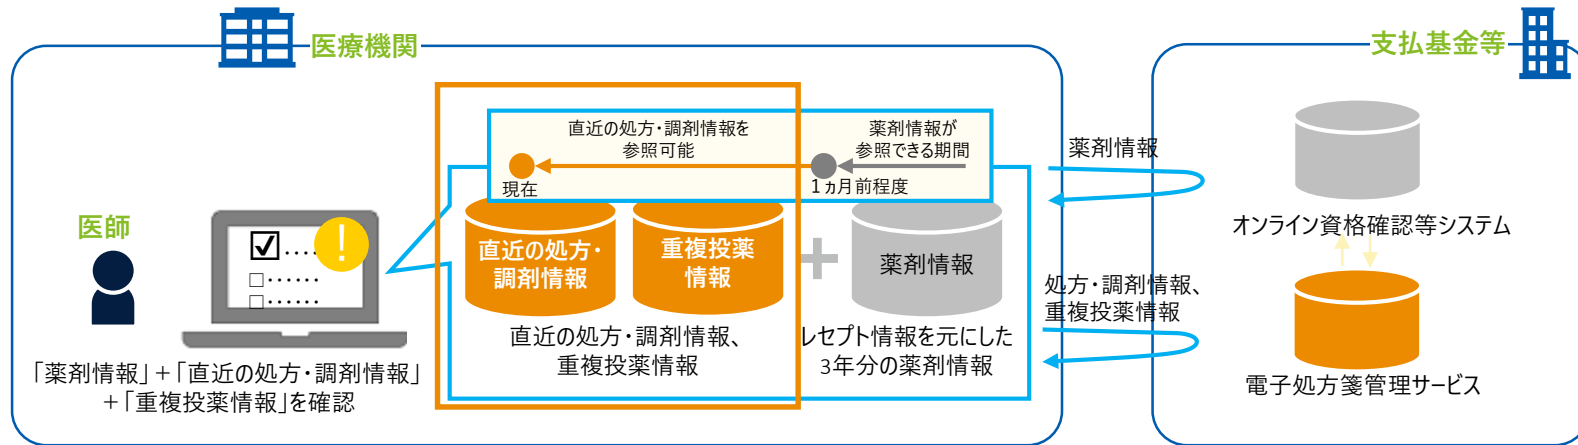 医療機関
支払基金等
直近の処方・調剤情報を
参照可能
薬剤情報が
参照できる期間
現在
1ヵ月前程度
医師
!
直近の処方・
調剤情報
重複投薬
情報
+
薬剤情報
直近の処方・調剤情報、
重複投薬情報
レセプト情報を元にした
3年分の薬剤情報
「薬剤情報」+「直近の処方・調剤情報」
+「重複投薬情報」を確認
薬剤情報
処方・調剤情報、
重複投薬情報
オンライン資格確認等システム
電子処方箋管理サービス